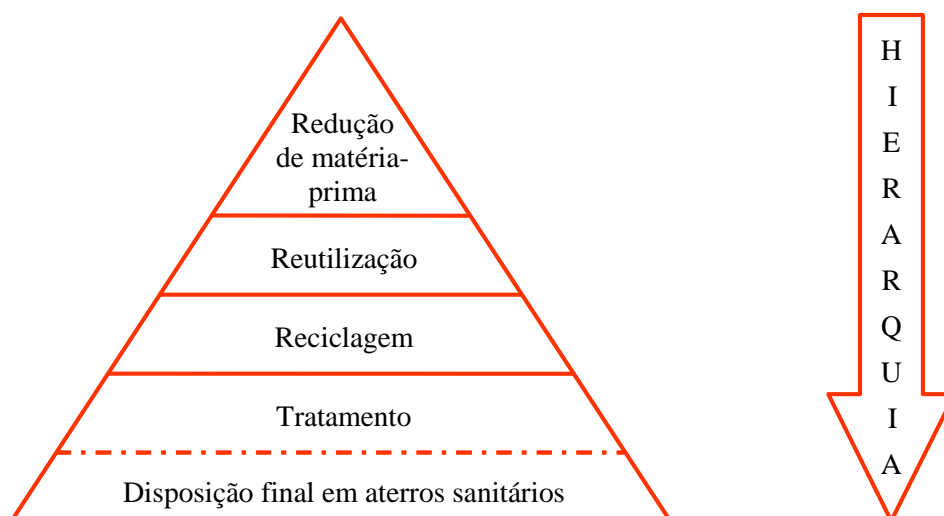 Redução
de matéria-
prima
Reutilização
Reciclagem
Tratamento
Disposição final em aterros sanitários
H
I
E
R
A
R
Q
U
I
A